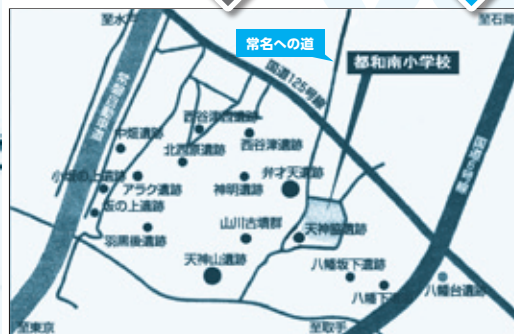 至水戸
至石岡
常名への道
都和南小学校
国道125号線
常磐自動車道
国道6号線
西谷津西遺跡
中畑遺跡
西谷津遺跡
北西原遺跡
弁才天遺跡
小坂の上遺跡
アラク遺跡
神明遺跡
坂の上遺跡
山川古墳群
天神脇遺跡
羽黒後遺跡
天神山遺跡
八幡坂下遺跡
八幡下
八幡台遺跡
至東京
至取手